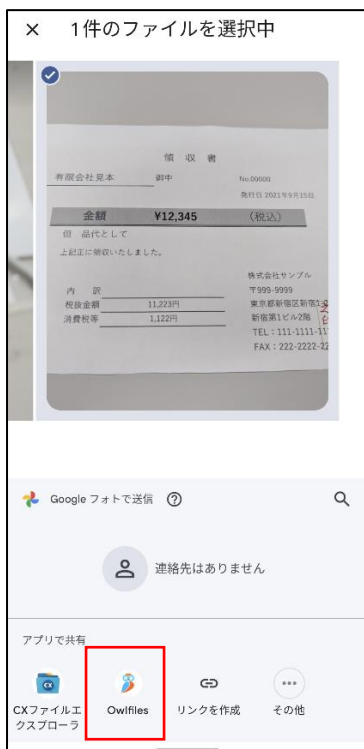 × 1件のファイルを選択中
領 収 書
有限会社見本 御中 No.00000
発行日 2021年9月15日
金額 ¥12,345 （税込）
但 品代として
上記正に領収いたしました。
株式会社サンプル
内 訳 〒999-9999
税抜金額 11,223円 東京都新宿区新宿1
消費税等 1,122円 新宿第1ビル2階
TEL：111-1111-11
FAX：222-2222-22
Google フォトで送信
連絡先はありません
アプリで共有
CX
CXファイルエ Owlfiles リンクを作成 その他
クスプローラ